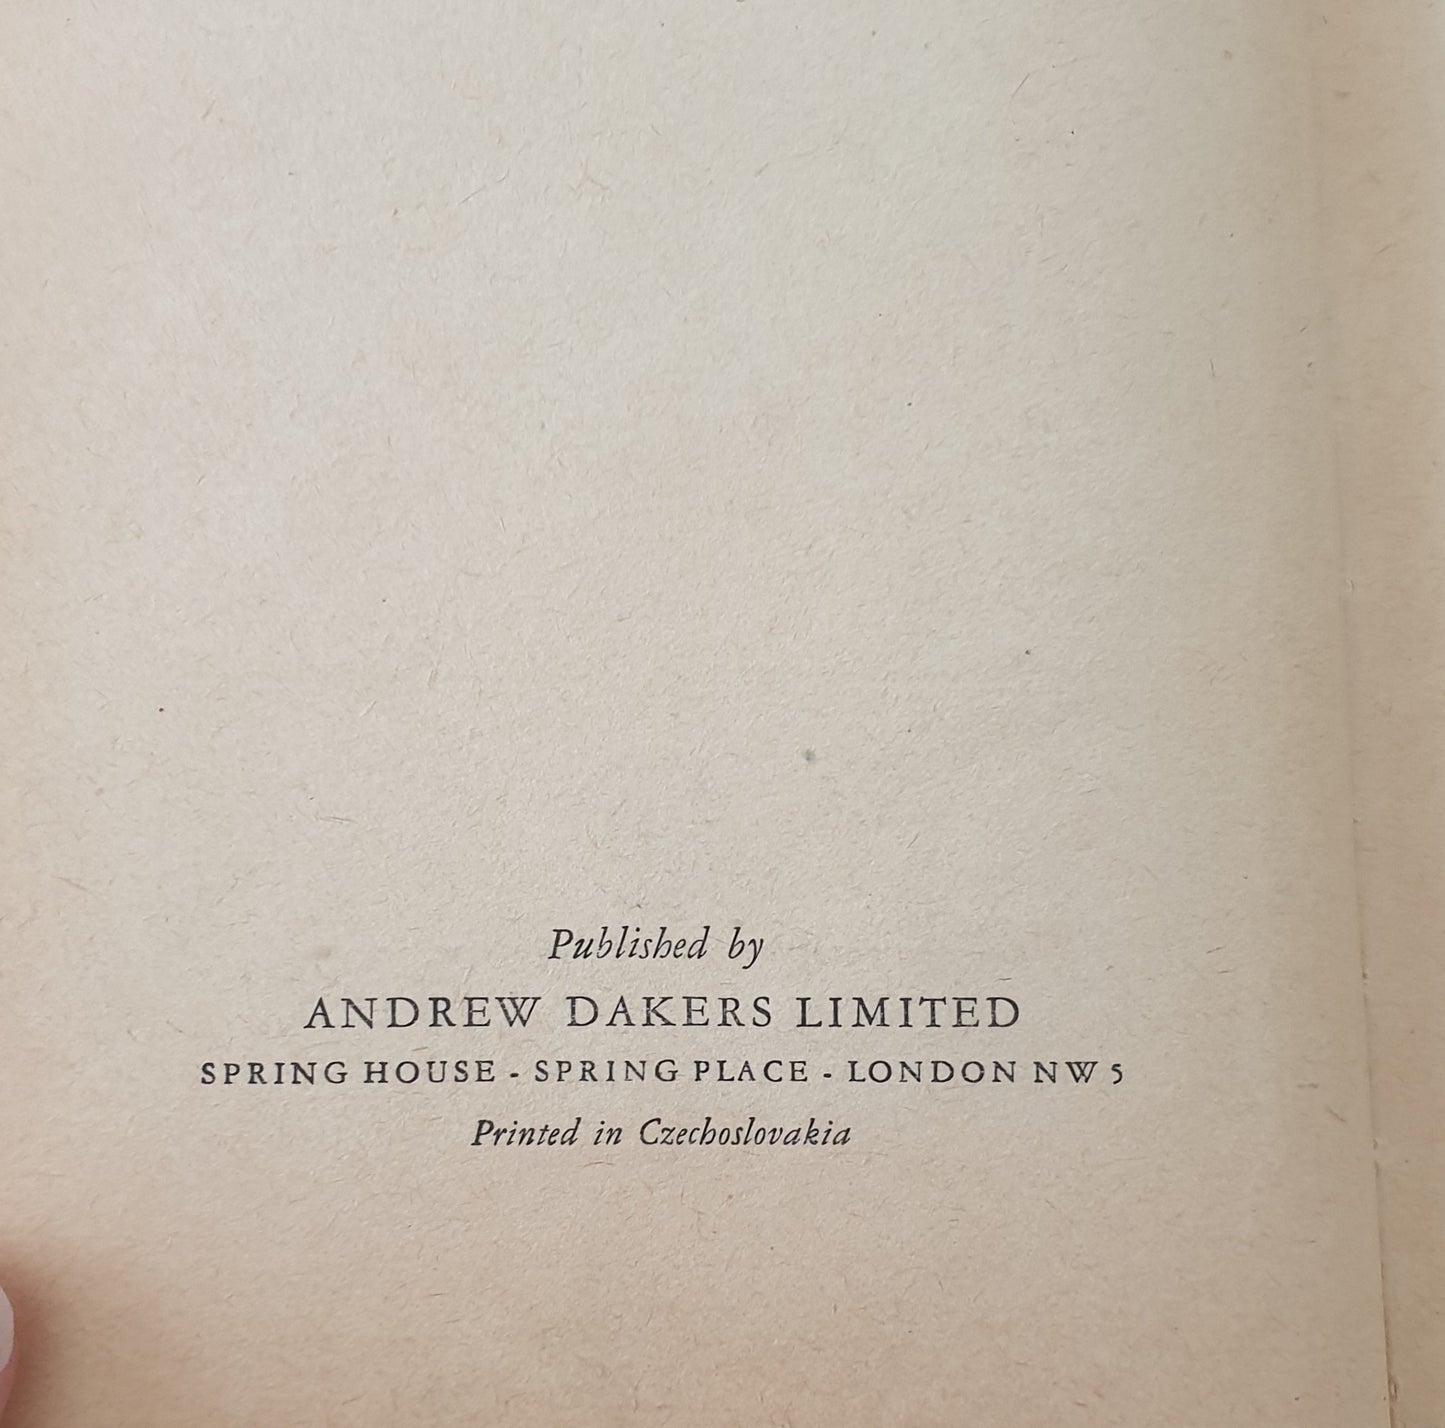 Published by
ANDREW DAKERS LIMITED
SPRING HOUSE - SPRING PLACE - LONDON NW 5
Printed in Czechoslovakia